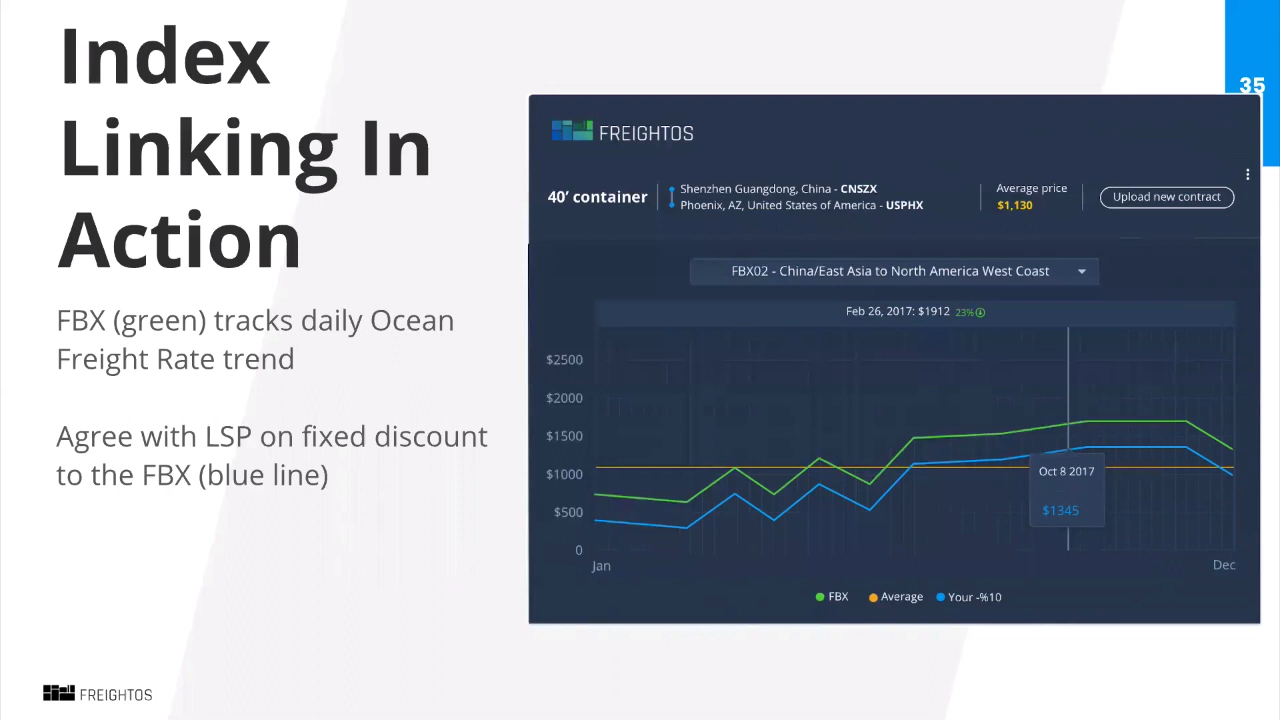 Index
Linking In
Action
FBX (green) tracks daily Ocean
Freight Rate trend
Agree with LSP on fixed discount
to the FBX (blue line)
35
FREIGHTOS
40’ container
Shenzhen Guangdong, China - CNSZX
Phoenix, AZ, United States of America - USPHX
Average price
$1,130
Upload new contract
FBX02 - China/East Asia to North America West Coast
Feb 26, 2017: $1912 23%
$2500
$2000
$1500
$1000
$500
0
Oct 8 2017
$1345
Jan
Dec
FBX
Average
Your -%10
FREIGHTOS